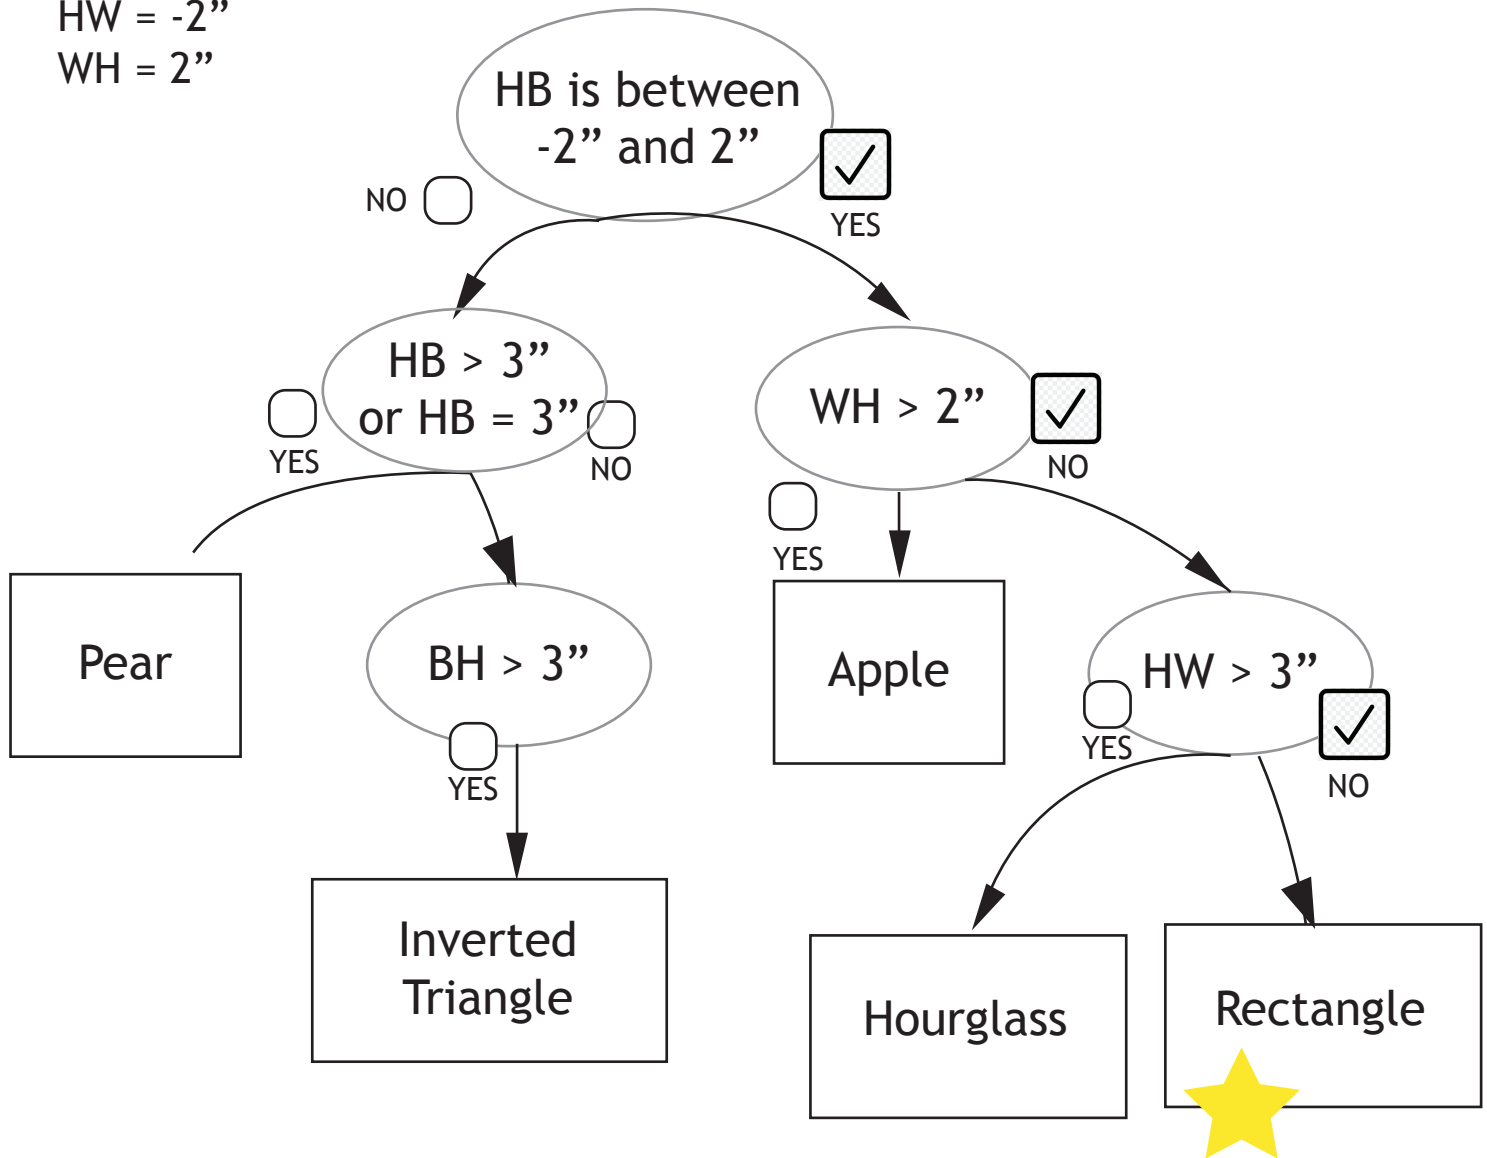 HW = -2”
WH = 2”
HB is between
-2” and 2”
NO
YES
HB > 3”
or HB = 3”
YES
NO
WH > 2”
NO
YES
Pear
BH > 3”
YES
Apple
HW > 3”
YES
NO
Inverted
Triangle
Hourglass
Rectangle